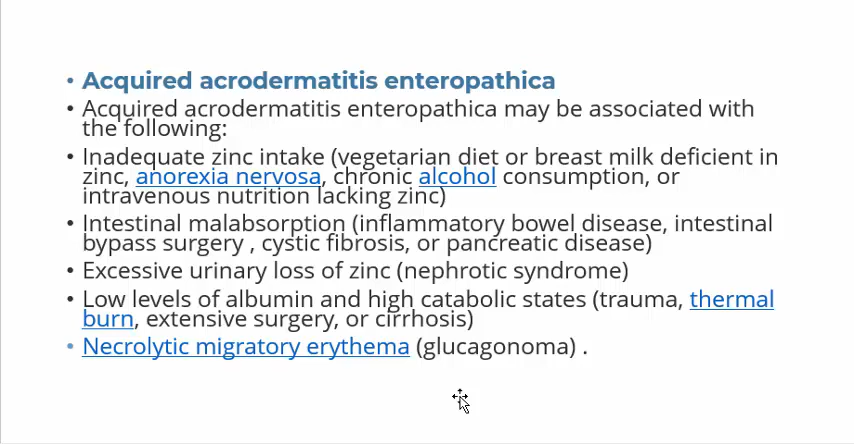 • Acquired acrodermatitis enteropathica
• Acquired acrodermatitis enteropathica may be associated with
the following:
• Inadequate zinc intake (vegetarian diet or breast milk deficient in
zinc, anorexia nervosa, chronic alcohol consumption, or
intravenous nutrition lacking zinc)
• Intestinal malabsorption (inflammatory bowel disease, intestinal
bypass surgery , cystic fibrosis, or pancreatic disease)
• Excessive urinary loss of zinc (nephrotic syndrome)
• Low levels of albumin and high catabolic states (trauma, thermal
burn, extensive surgery, or cirrhosis)
• Necrolytic migratory erythema (glucagonoma) .